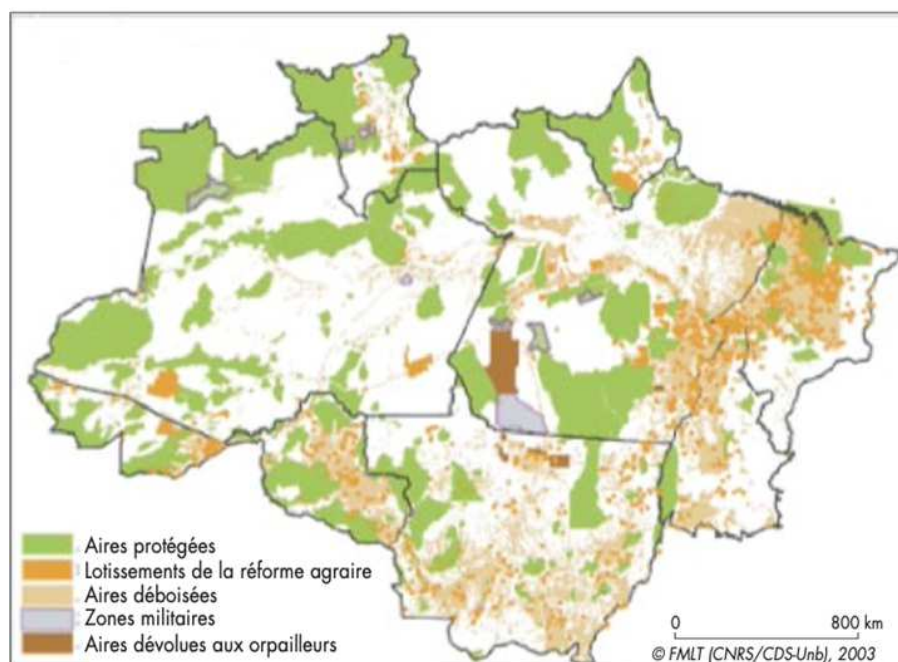 Aires protégées
Lotissements de la réforme agraire
Aires déboisées
Zones militaires
Aires dévolues aux orpailleurs
0 800 km
© FMLT (CNRS/CDS-Unb), 2003